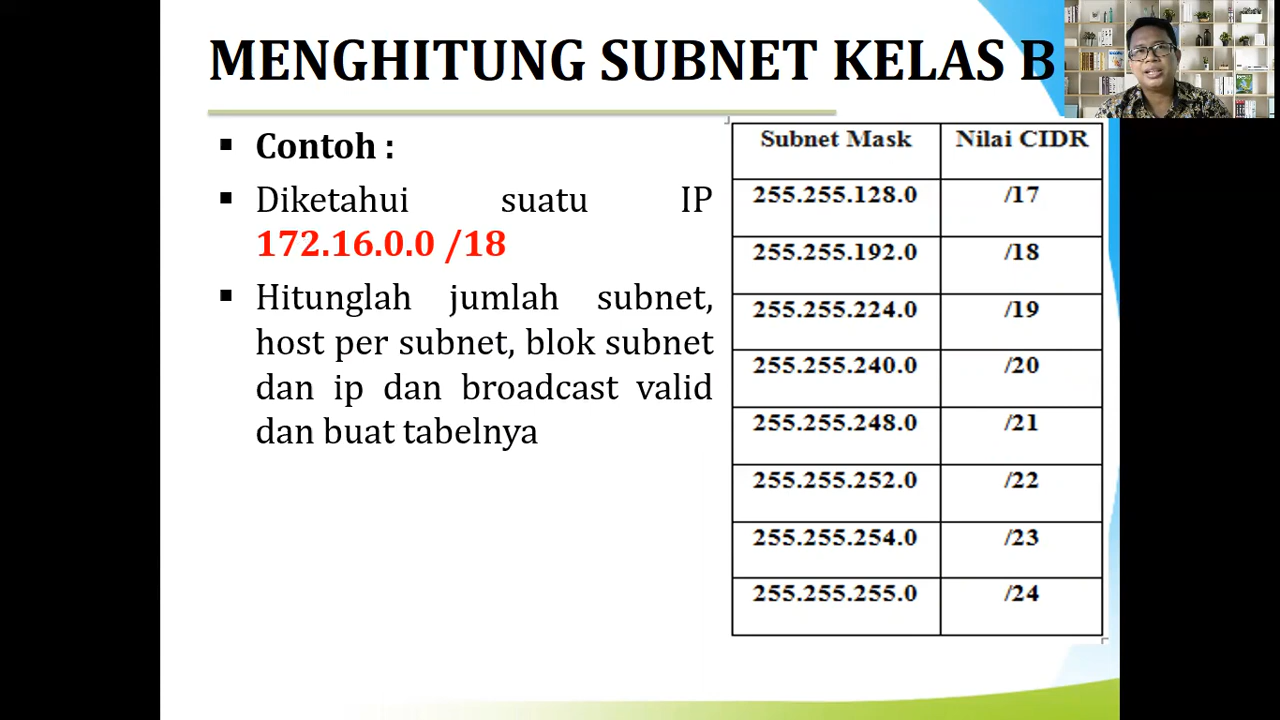 MENGHITUNG SUBNET KELAS B
Contoh :
Diketahui suatu IP
172.16.0.0 /18
Hitunglah jumlah subnet,
host per subnet, blok subnet
dan ip dan broadcast valid
dan buat tabelnya
Subnet Mask Nilai CIDR
255.255.128.0 /17
255.255.192.0 /18
255.255.224.0 /19
255.255.240.0 /20
255.255.248.0 /21
255.255.252.0 /22
255.255.254.0 /23
255.255.255.0 /24